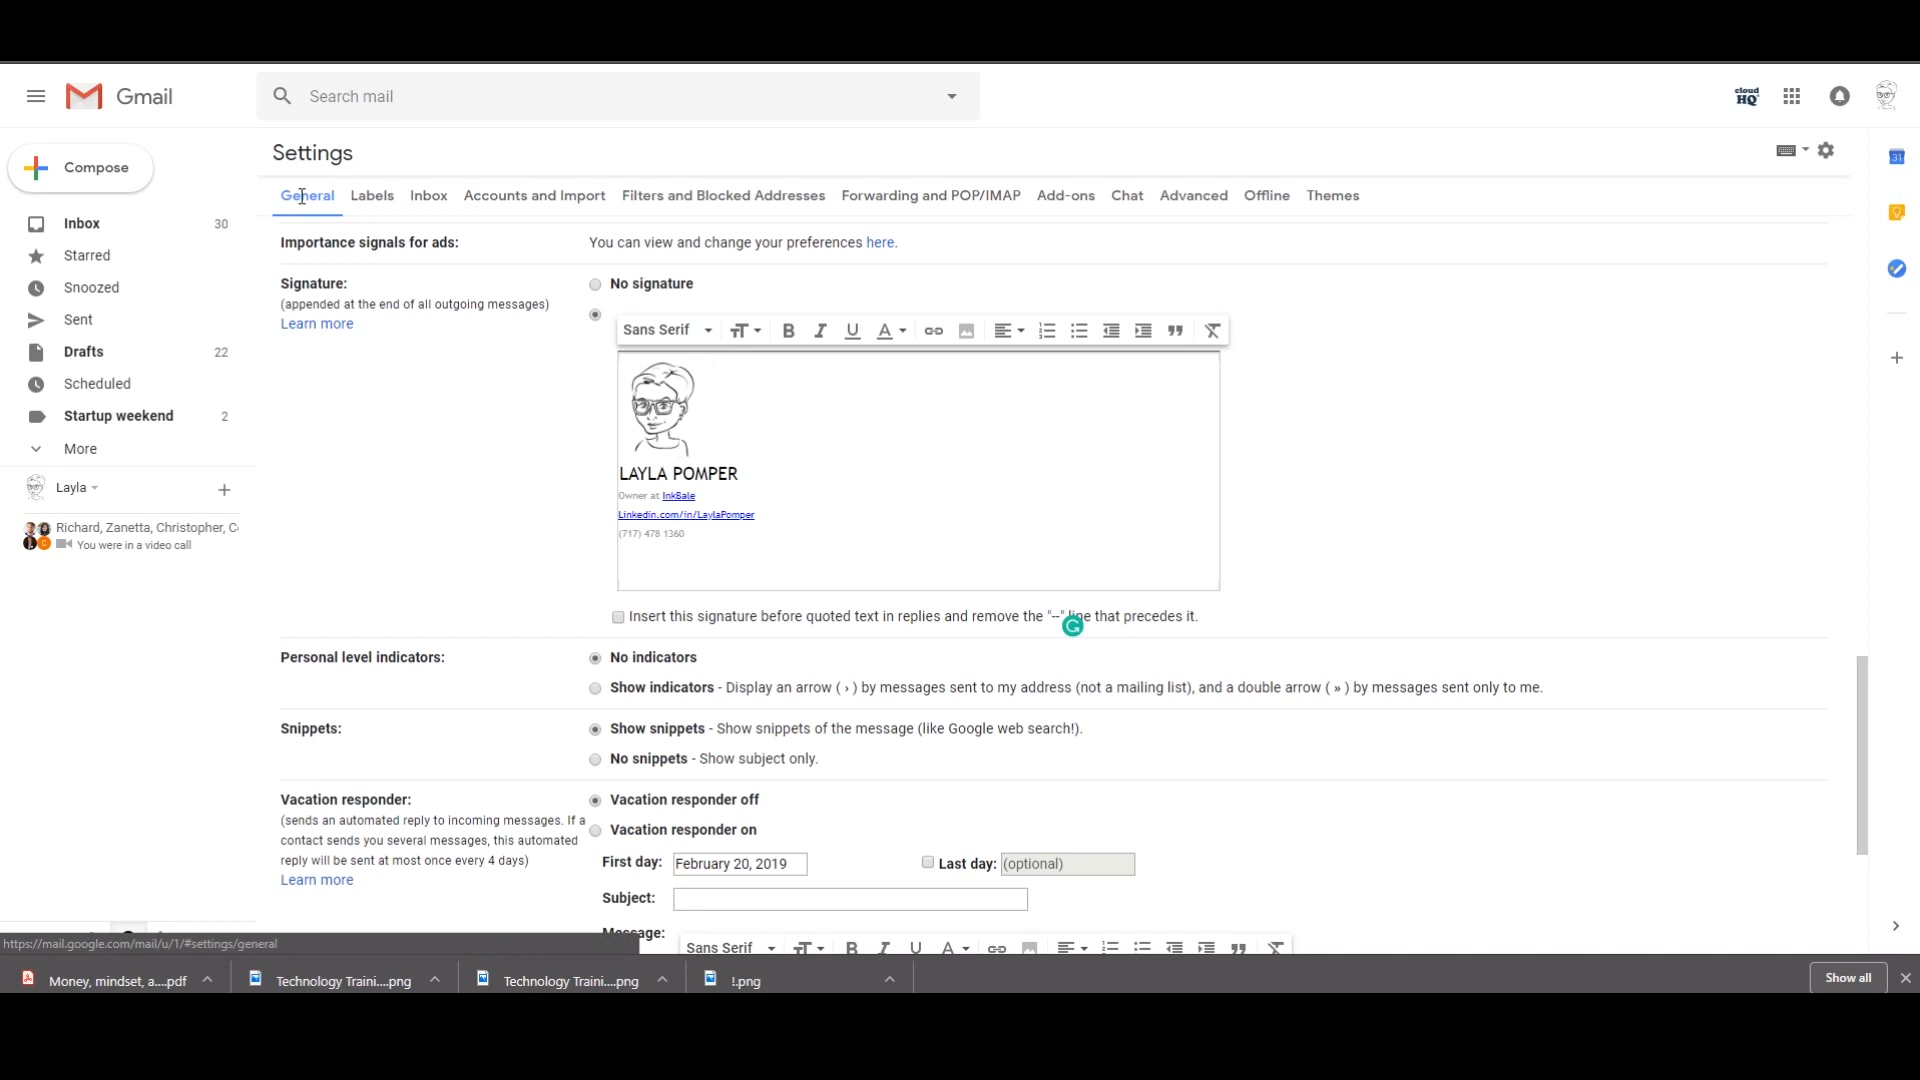 Gmail
Search mail
cloud
HQ
Compose
Settings
General Labels Inbox Accounts and Import Filters and Blocked Addresses Forwarding and POP/IMAP Add-ons Chat Advanced Offline Themes
31
Inbox 30
Starred
Snoozed
Sent
Drafts 22
Scheduled
Startup weekend 2
More
Layla
Richard, Zanetta, Christopher, C
You were in a video call
Importance signals for ads: You can view and change your preferences here.
Signature: No signature
(appended at the end of all outgoing messages)
Learn more
Sans Serif
LAYLA POMPER
Owner at InkBale
Linkedin.com/in/LaylaPomper
(717) 478 1360
Insert this signature before quoted text in replies and remove the "--" line that precedes it.
Personal level indicators: No indicators
Show indicators - Display an arrow ( › ) by messages sent to my address (not a mailing list), and a double arrow ( » ) by messages sent only to me.
Snippets: Show snippets - Show snippets of the message (like Google web search!).
No snippets - Show subject only.
Vacation responder: Vacation responder off
(sends an automated reply to incoming messages. If a
contact sends you several messages, this automated
reply will be sent at most once every 4 days)
Learn more
Vacation responder on
First day: February 20, 2019 Last day: (optional)
Subject:
Message:
Sans Serif
https://mail.google.com/mail/u/1/#settings/general
Money, mindset, a....pdf Technology Traini....png Technology Traini....png !.png Show all